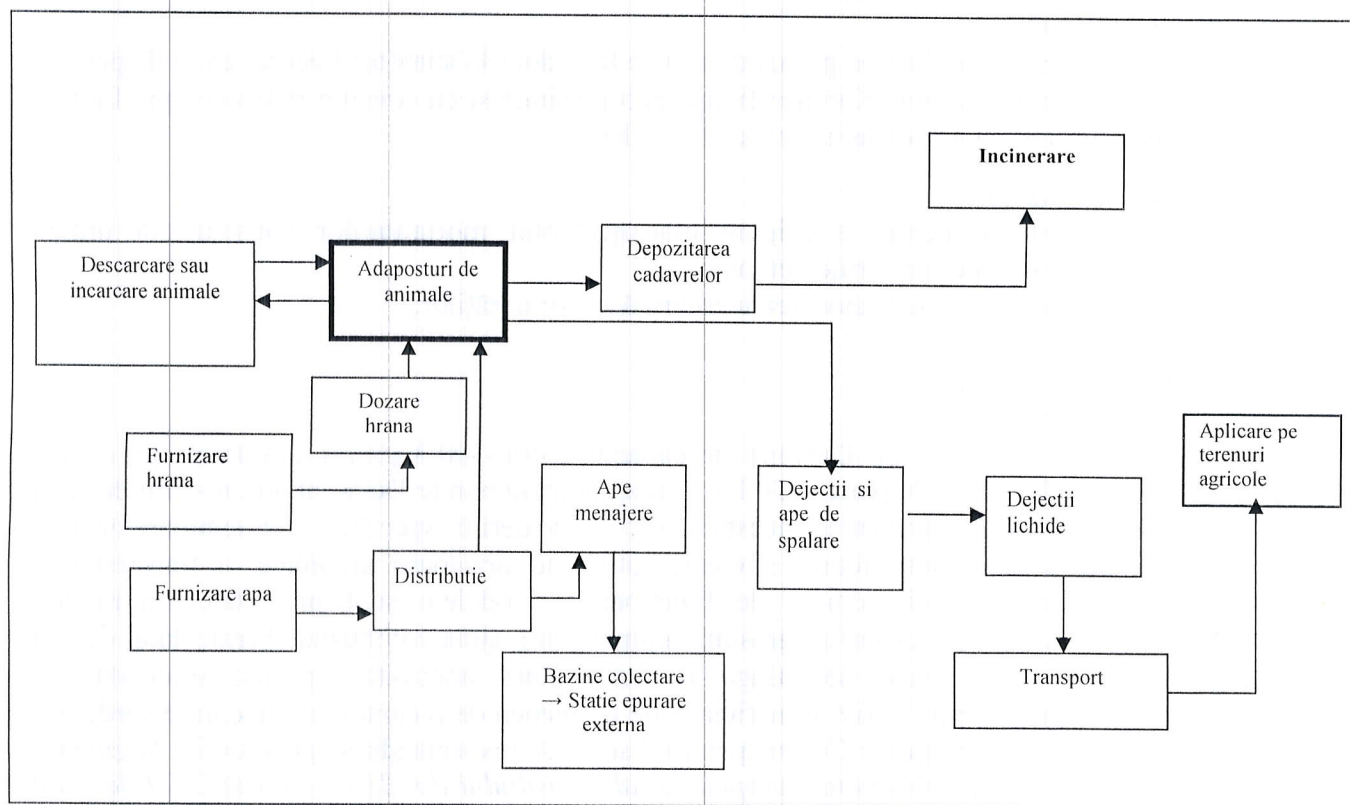 Incinerare
Descarcare sau
incarcare animale
Adaposturi de
animale
Depozitarea
cadavrelor
Dozare
hrana
Furnizare
hrana
Ape
menajere
Dejectii si
ape de
spalare
Dejectii
lichide
Aplicare pe
terenuri
agricole
Furnizare apa
Distributie
Bazine colectare
→ Statie epurare
externa
Transport